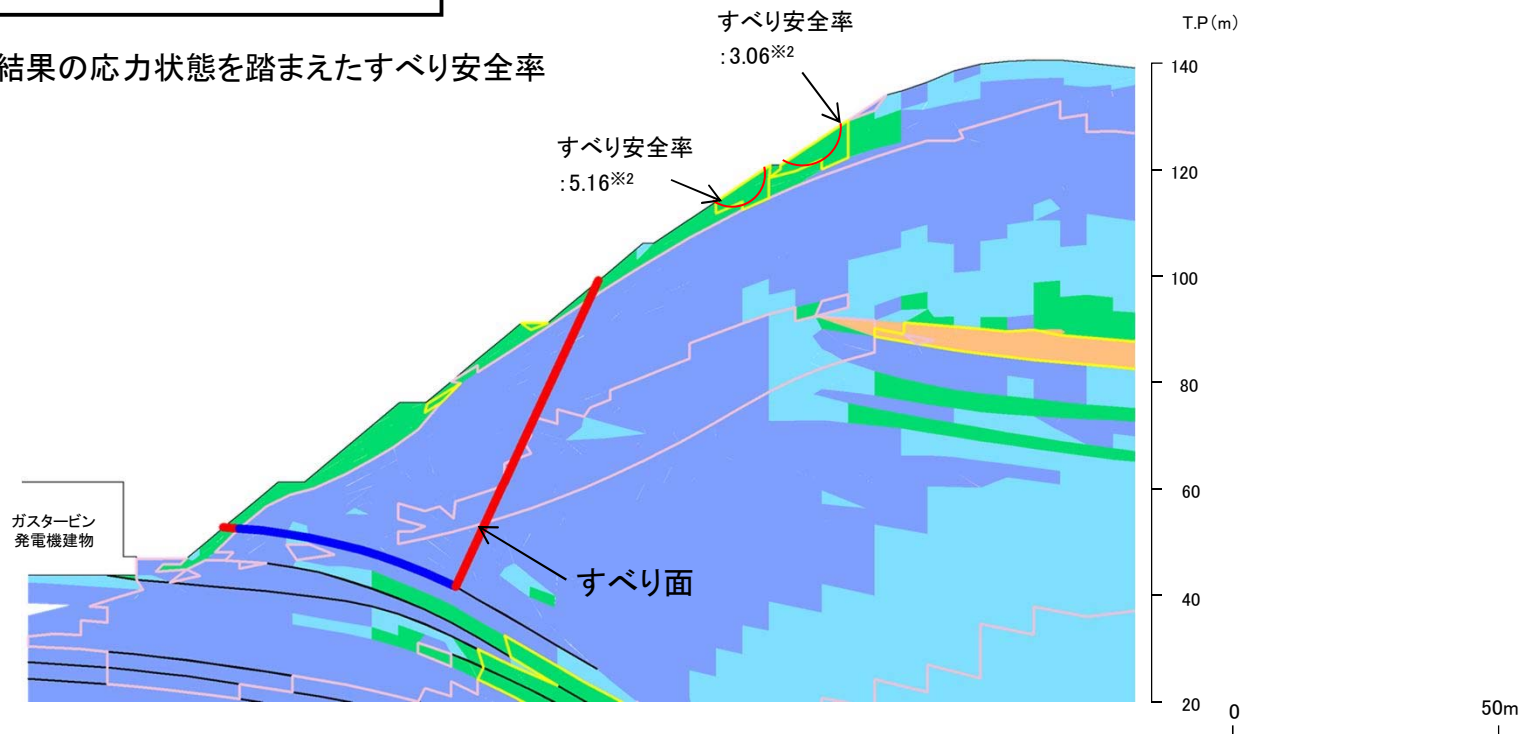 結果の応力状態を踏まえたすべり安全率
すべり安全率
:3.06※2
すべり安全率
:5.16※2
T.P(m)
140
120
100
80
60
40
20
ガスタービン
発電機建物
すべり面
0 50m